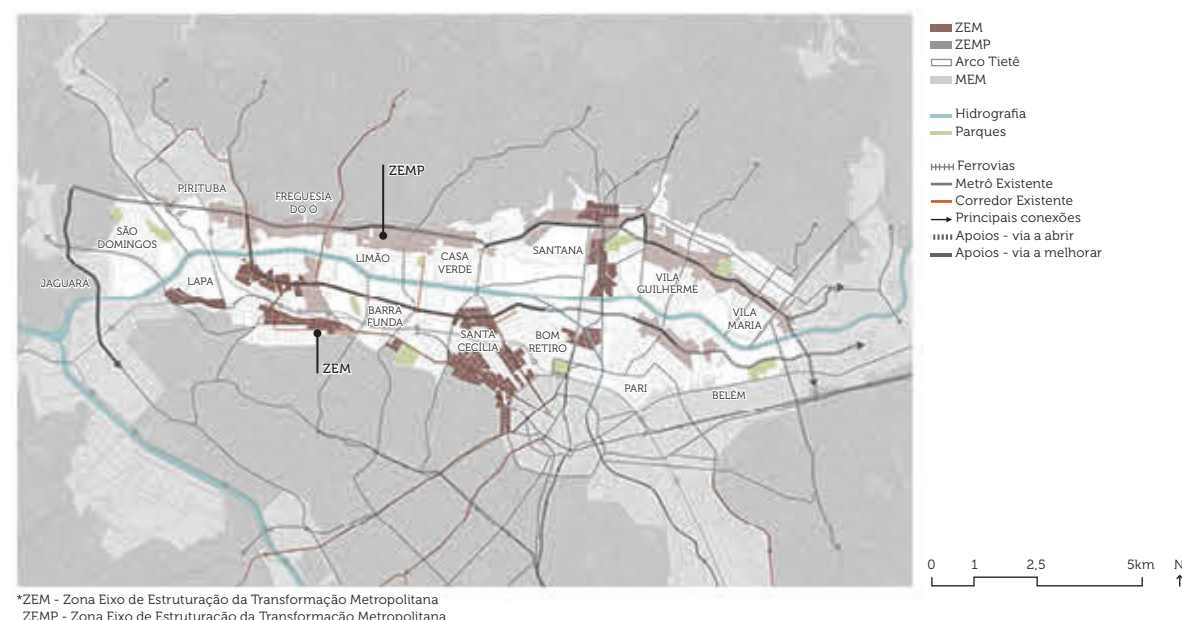 ZEM
ZEMP
Arco Tietê
MEM
Hidrografia
Parques
Ferrovias
Metrô Existente
Corredor Existente
Principais conexões
Apoios - via a abrir
Apoios - via a melhorar
ZEMP
PIRITUBA
FREGUESIA
DO Ó
SÃO
DOMINGOS
LIMÃO
CASA
VERDE
SANTANA
JAGUARÁ
LAPA
VILA
GUILHERME
BARRA
FUNDA
VILA
MARIA
SANTA
CECÍLIA
BOM
RETIRO
ZEM
PARI
BELÉM
0 1 2,5 5km N
*ZEM - Zona Eixo de Estruturação da Transformação Metropolitana
ZEMP - Zona Eixo de Estruturação da Transformação Metropolitana